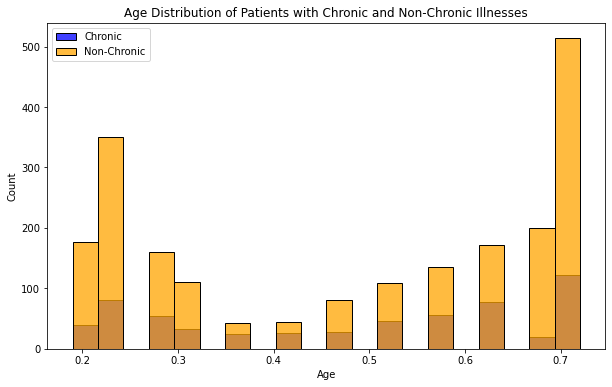 Age Distribution of Patients with Chronic and Non-Chronic Illnesses
Chronic
Non-Chronic
500
400
300
200
100
0
Count
0.2 0.3 0.4 0.5 0.6 0.7
Age